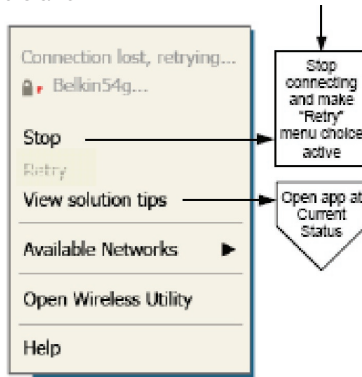 Connection lost, retrying...
Belkin54g...
Stop
Retry
View solution tips
Available Networks
Open Wireless Utility
Help
Stop
connecting
and make
"Retry"
menu choice
active
Open app at
Current
Status